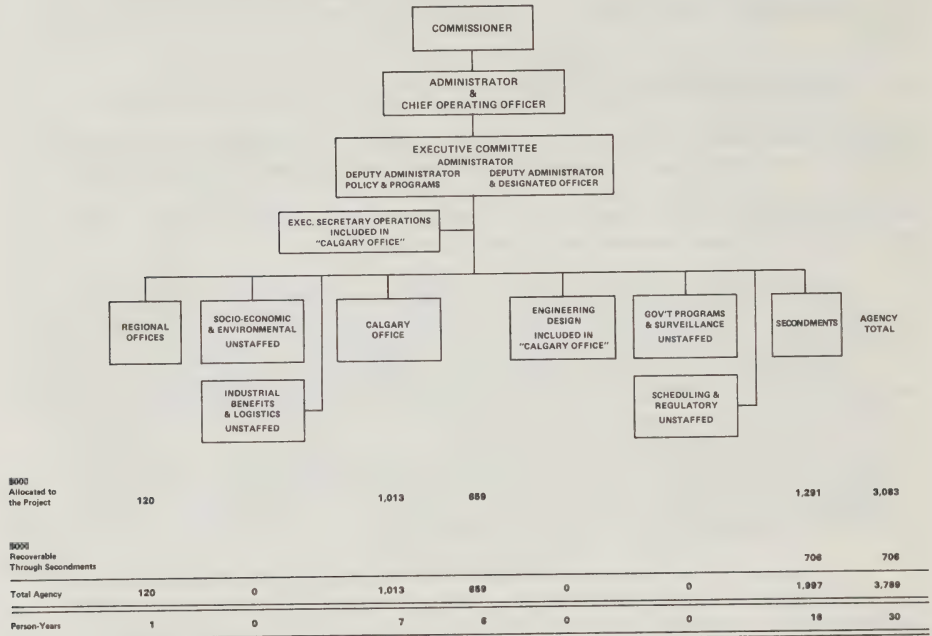 COMMISSIONER
ADMINISTRATOR
&
CHIEF OPERATING OFFICER
EXECUTIVE COMMITTEE
ADMINISTRATOR
DEPUTY ADMINISTRATOR DEPUTY ADMINISTRATOR
POLICY & PROGRAMS & DESIGNATED OFFICER
EXEC. SECRETARY OPERATIONS
INCLUDED IN
"CALGARY OFFICE"
REGIONAL
OFFICES
SOCIO-ECONOMIC
& ENVIRONMENTAL
UNSTAFFED
INDUSTRIAL
BENEFITS
& LOGISTICS
UNSTAFFED
CALGARY
OFFICE
ENGINEERING
DESIGN
INCLUDED IN
"CALGARY OFFICE"
GOV'T PROGRAMS
& SURVEILLANCE
UNSTAFFED
SCHEDULING &
REGULATORY
UNSTAFFED
SECONDMENTS
AGENCY
TOTAL
$000
Allocated to
the Project 120 1,013 659 1,291 3,083
$000
Recoverable
Through Secondments 706 706
Total Agency 120 0 1,013 659 0 0 1,997 3,789
Person-Years 1 0 7 6 0 0 16 30